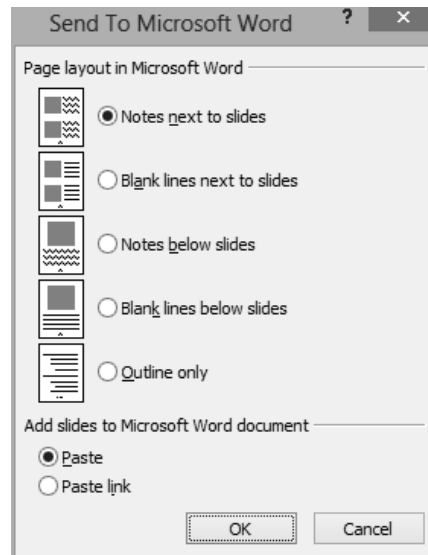 Send To Microsoft Word ? ×
Page layout in Microsoft Word
Notes next to slides
Blank lines next to slides
Notes below slides
Blank lines below slides
Outline only
Add slides to Microsoft Word document
Paste
Paste link
OK Cancel